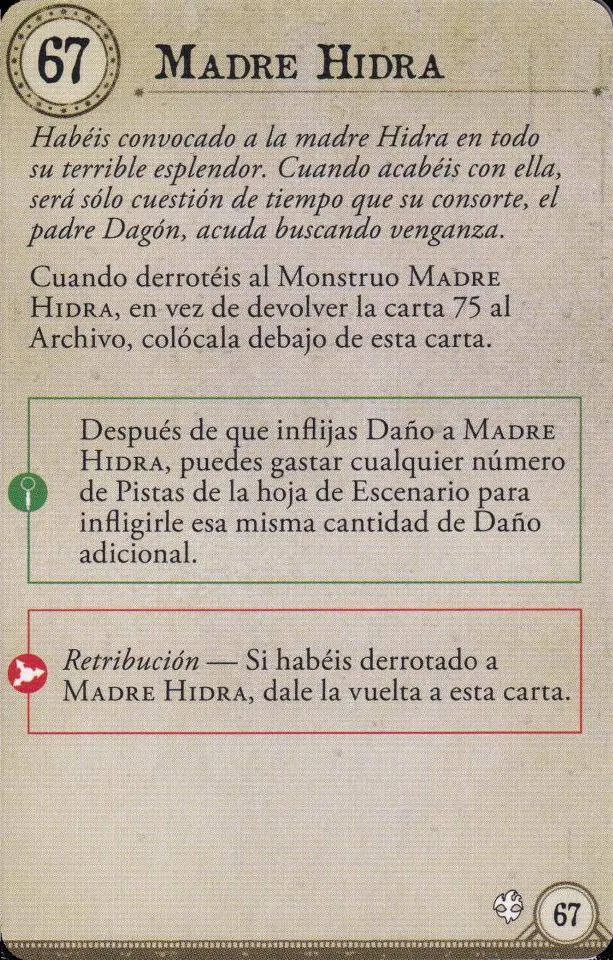 67
MADRE HIDRA
Habéis convocado a la madre Hidra en todo
su terrible esplendor. Cuando acabéis con ella,
será sólo cuestión de tiempo que su consorte, el
padre Dagón, acuda buscando venganza.
Cuando derrotéis al Monstruo MADRE
HIDRA, en vez de devolver la carta 75 al
Archivo, colócala debajo de esta carta.
Después de que inflijas Daño a MADRE
HIDRA, puedes gastar cualquier número
de Pistas de la hoja de Escenario para
infligirle esa misma cantidad de Daño
adicional.
Retribución — Si habéis derrotado a
MADRE HIDRA, dale la vuelta a esta carta.
67